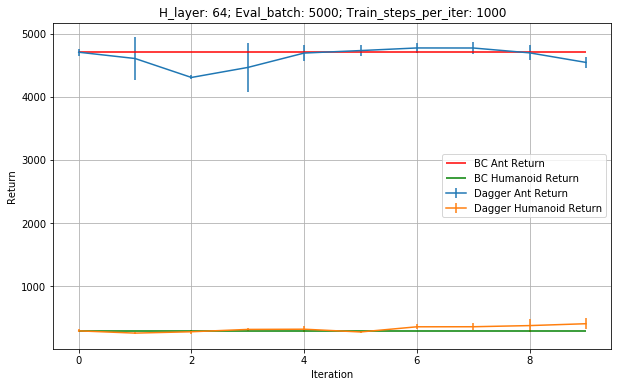 H_layer: 64; Eval_batch: 5000; Train_steps_per_iter: 1000
5000
4000
3000
2000
1000
Return
BC Ant Return
BC Humanoid Return
Dagger Ant Return
Dagger Humanoid Return
0 2 4 6 8
Iteration